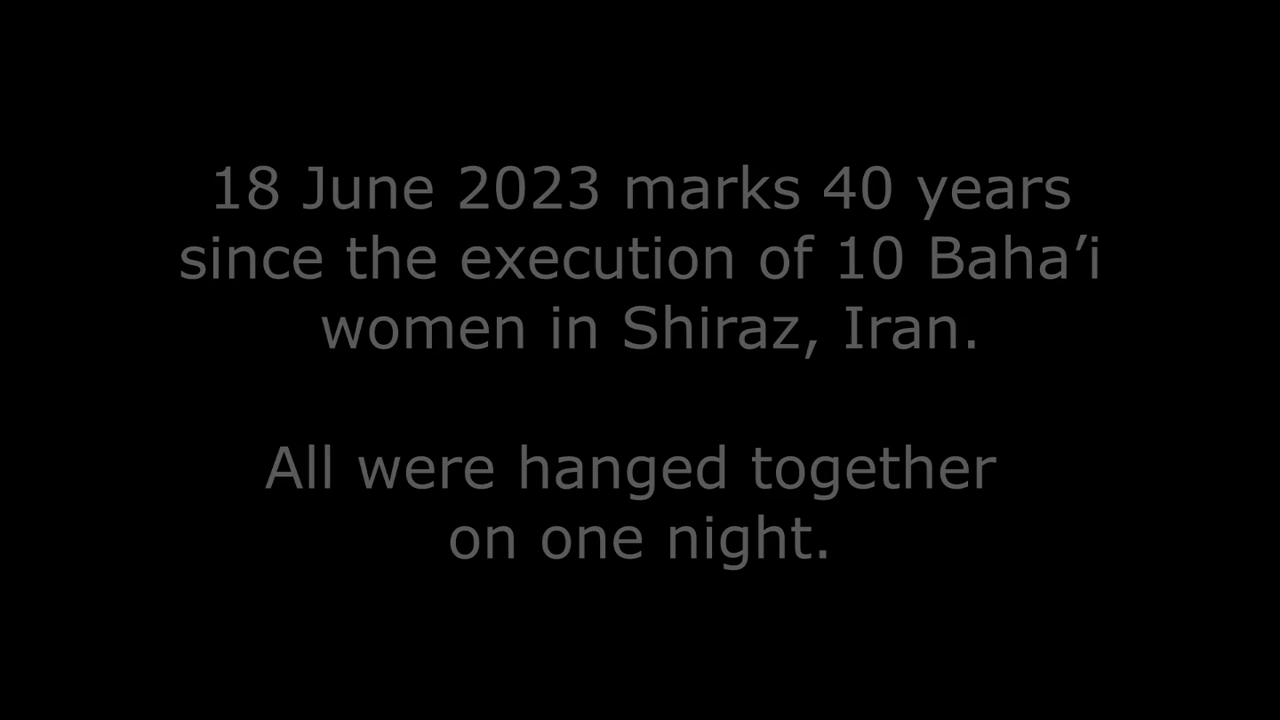 18 June 2023 marks 40 years
since the execution of 10 Baha’i
women in Shiraz, Iran.
All were hanged together
on one night.